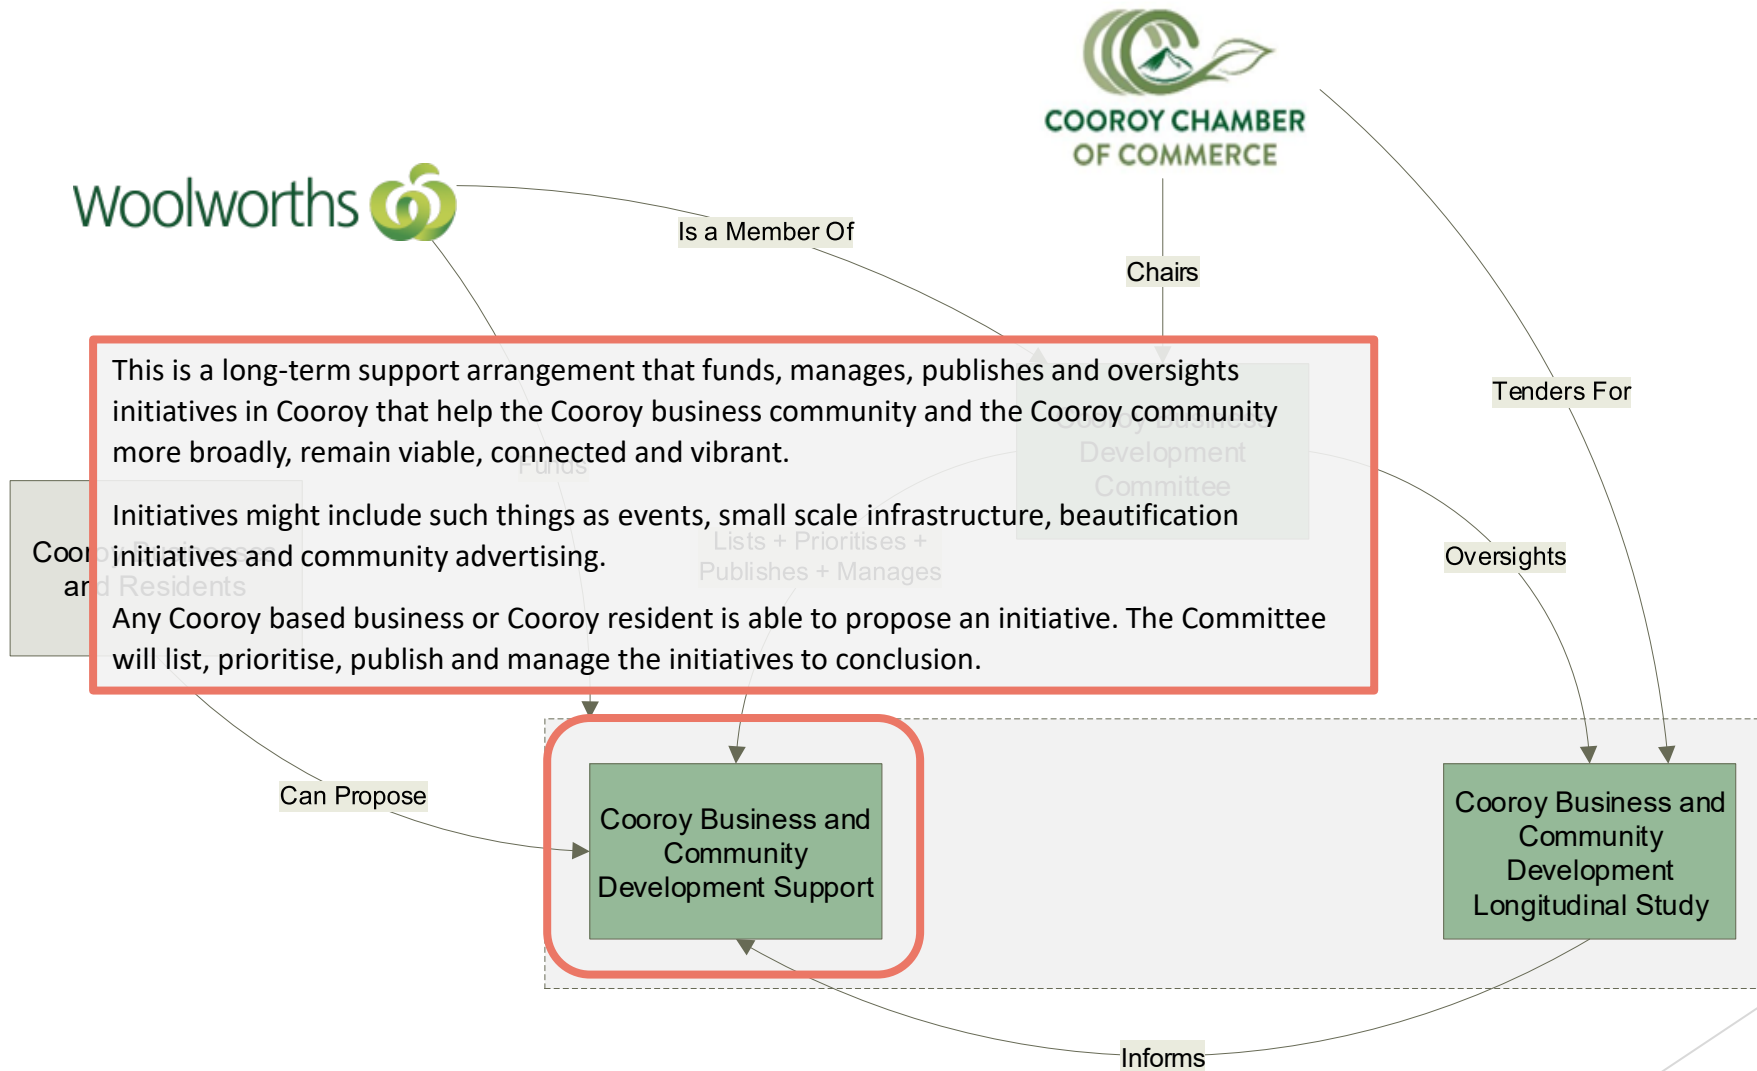 COOROY CHAMBER
OF COMMERCE
Woolworths
Is a Member Of
Chairs
Tenders For
This is a long-term support arrangement that funds, manages, publishes and oversights
initiatives in Cooroy that help the Cooroy business community and the Cooroy community
more broadly, remain viable, connected and vibrant.
Initiatives might include such things as events, small scale infrastructure, beautification
initiatives and community advertising.
Any Cooroy based business or Cooroy resident is able to propose an initiative. The Committee
will list, prioritise, publish and manage the initiatives to conclusion.
Funds
Cooroy Business
Development
Committee
Lists + Prioritises +
Publishes + Manages
Cooroy Businesses
and Residents
Oversights
Can Propose
Cooroy Business and
Community
Development Support
Cooroy Business and
Community
Development
Longitudinal Study
Informs